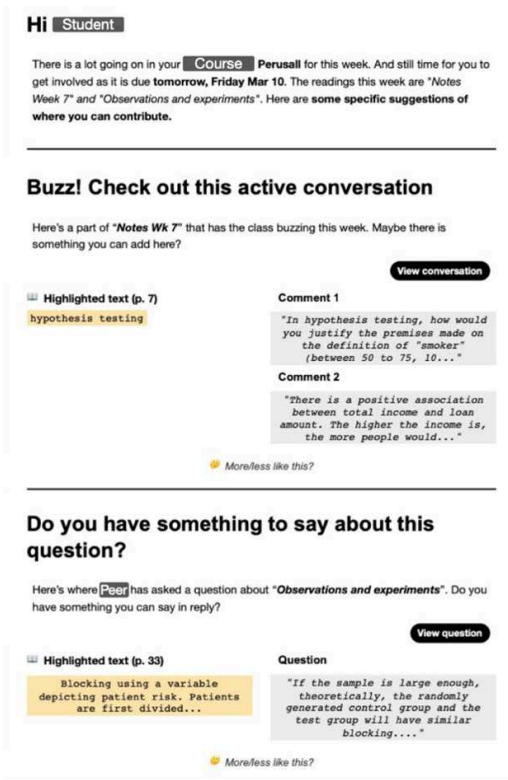 Hi Student
There is a lot going on in your Course Perusall for this week. And still time for you to
get involved as it is due tomorrow, Friday Mar 10. The readings this week are "Notes
Week 7" and "Observations and experiments". Here are some specific suggestions of
where you can contribute.
Buzz! Check out this active conversation
Here's a part of "Notes Wk 7" that has the class buzzing this week. Maybe there is
something you can add here?
View conversation
Highlighted text (p. 7)
hypothesis testing
Comment 1
"In hypothesis testing, how would
you justify the premises made on
the definition of "smoker"
(between 50 to 75, 10..."
Comment 2
"There is a positive association
between total income and loan
amount. The higher the income is,
the more people would..."
More/less like this?
Do you have something to say about this
question?
Here's where Peer has asked a question about "Observations and experiments". Do you
have something you can say in reply?
View question
Highlighted text (p. 33)
Blocking using a variable
depicting patient risk. Patients
are first divided...
Question
"If the sample is large enough,
theoretically, the randomly
generated control group and the
test group will have similar
blocking...."
More/less like this?